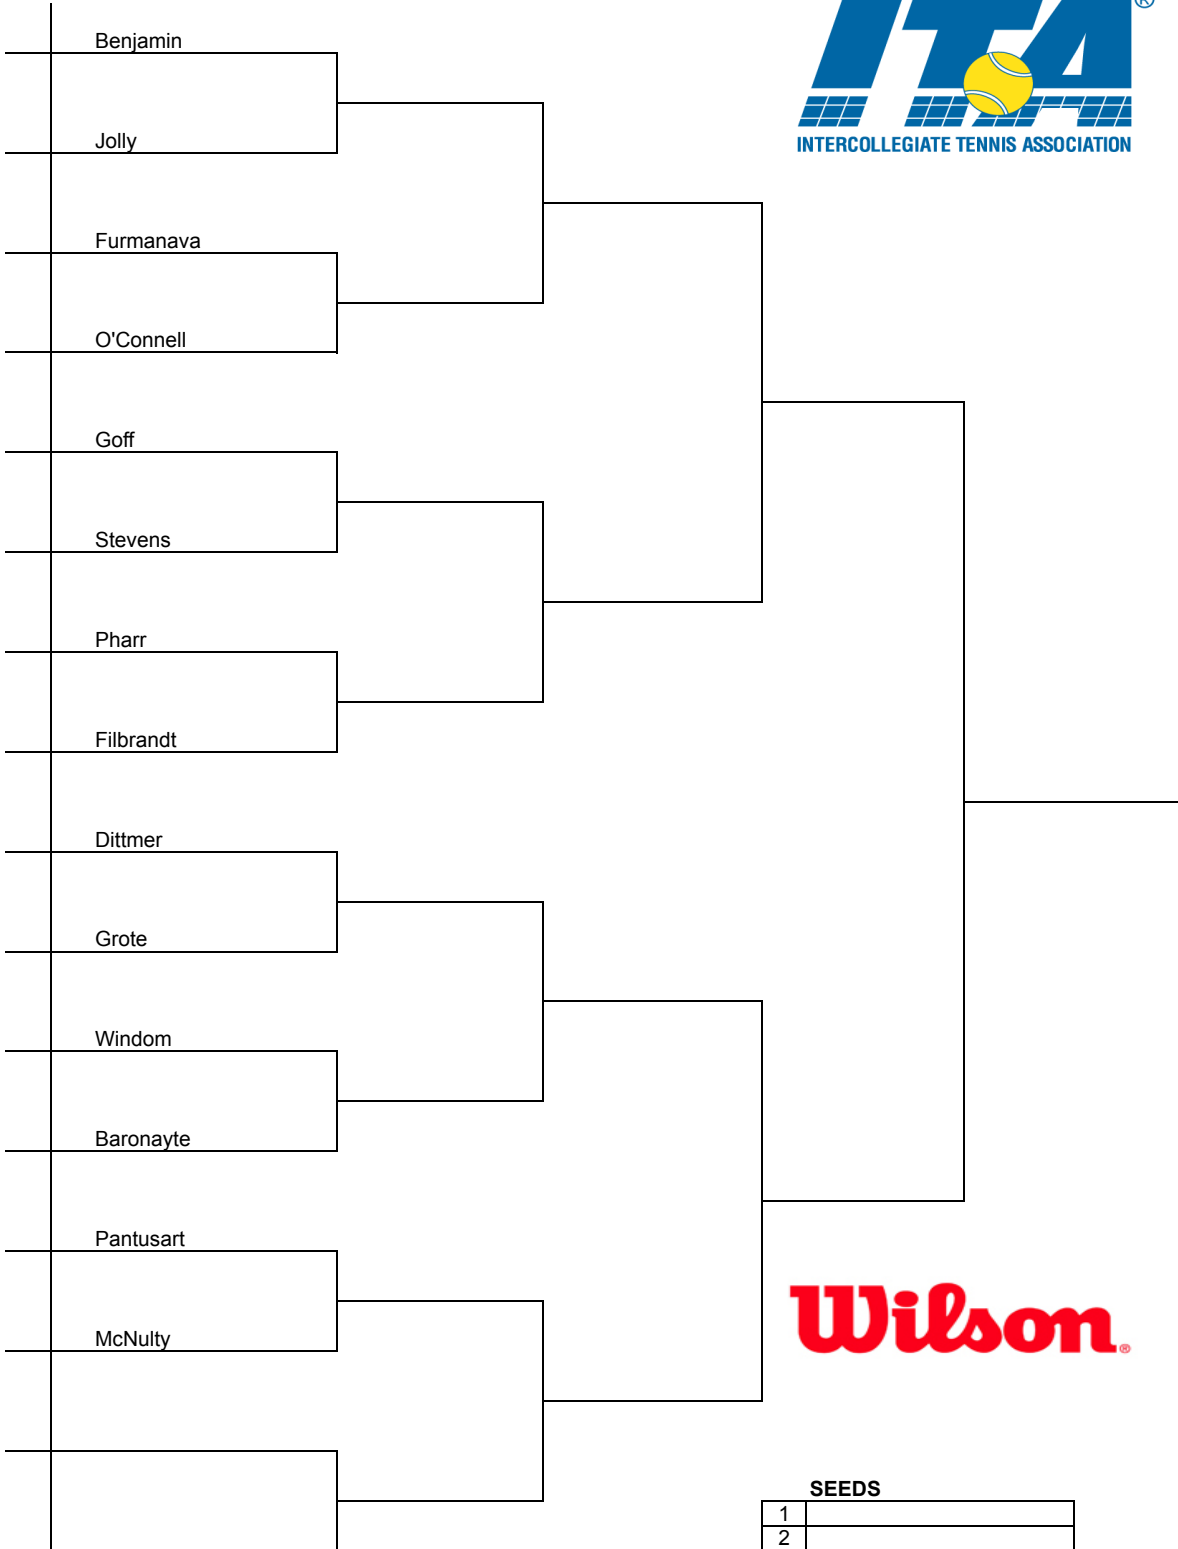 Benjamin
ITA®
INTERCOLLEGIATE TENNIS ASSOCIATION
Jolly
Furmanava
O'Connell
Goff
Stevens
Pharr
Filbrandt
Dittmer
Grote
Windom
Baronayte
Pantusart
McNulty
Wilson®
SEEDS
1
2